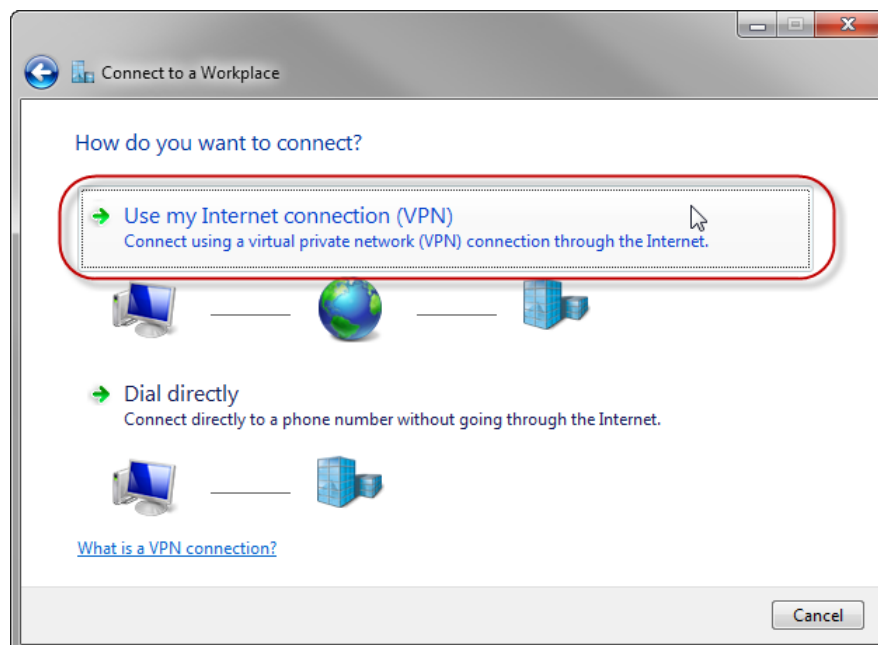 Connect to a Workplace
How do you want to connect?
Use my Internet connection (VPN)
Connect using a virtual private network (VPN) connection through the Internet.
Dial directly
Connect directly to a phone number without going through the Internet.
What is a VPN connection?
Cancel